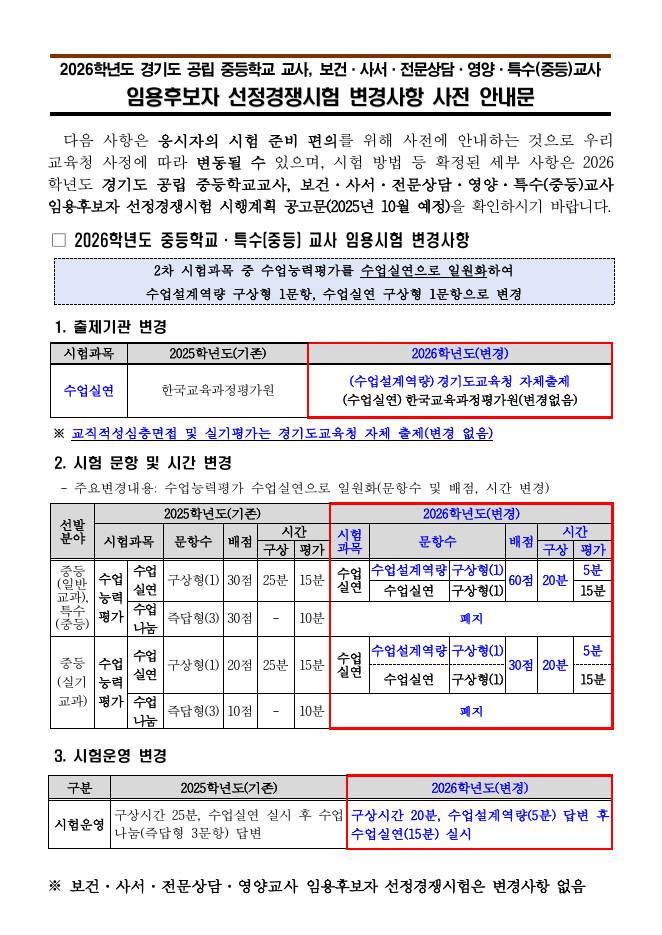 2026학년도 경기도 공립 중등학교 교사, 보건·사서·전문상담·영양·특수(중등)교사
임용후보자 선정경쟁시험 변경사항 사전 안내문
다음 사항은 응시자의 시험 준비 편의를 위해 사전에 안내하는 것으로 우리
교육청 사정에 따라 변동될 수 있으며, 시험 방법 등 확정된 세부 사항은 2026
학년도 경기도 공립 중등학교교사, 보건·사서·전문상담·영양·특수(중등)교사
임용후보자 선정경쟁시험 시행계획 공고문(2025년 10월 예정)을 확인하시기 바랍니다.
□ 2026학년도 중등학교·특수(중등) 교사 임용시험 변경사항
2차 시험과목 중 수업능력평가를 수업실연으로 일원화하여
수업설계역량 구상형 1문항, 수업실연 구상형 1문항으로 변경
1. 출제기관 변경
시험과목 2025학년도(기존) 2026학년도(변경)
수업실연 한국교육과정평가원 (수업설계역량) 경기도교육청 자체출제
(수업실연) 한국교육과정평가원(변경없음)
※ 교직적성심층면접 및 실기평가는 경기도교육청 자체 출제(변경 없음)
2. 시험 문항 및 시간 변경
- 주요변경내용: 수업능력평가 수업실연으로 일원화(문항수 및 배점, 시간 변경)
선발분야 2025학년도(기존) 2026학년도(변경)
시험과목 문항수 배점 시간 시험과목 문항수 배점 시간
구상 평가 구상 평가
중등(일반교과), 특수(중등) 수업능력평가 수업실연 구상형(1) 30점 25분 15분 수업실연 수업설계역량 구상형(1) 60점 20분 5분
수업실연 구상형(1) 15분
수업나눔 즉답형(3) 30점 - 10분 폐지
중등(실기교과) 수업능력평가 수업실연 구상형(1) 20점 25분 15분 수업실연 수업설계역량 구상형(1) 30점 20분 5분
수업실연 구상형(1) 15분
수업나눔 즉답형(3) 10점 - 10분 폐지
3. 시험운영 변경
구분 2025학년도(기존) 2026학년도(변경)
시험운영 구상시간 25분, 수업실연 실시 후 수업 구상시간 20분, 수업설계역량(5분) 답변 후
나눔(즉답형 3문항) 답변 수업실연(15분) 실시
※ 보건·사서·전문상담·영양교사 임용후보자 선정경쟁시험은 변경사항 없음